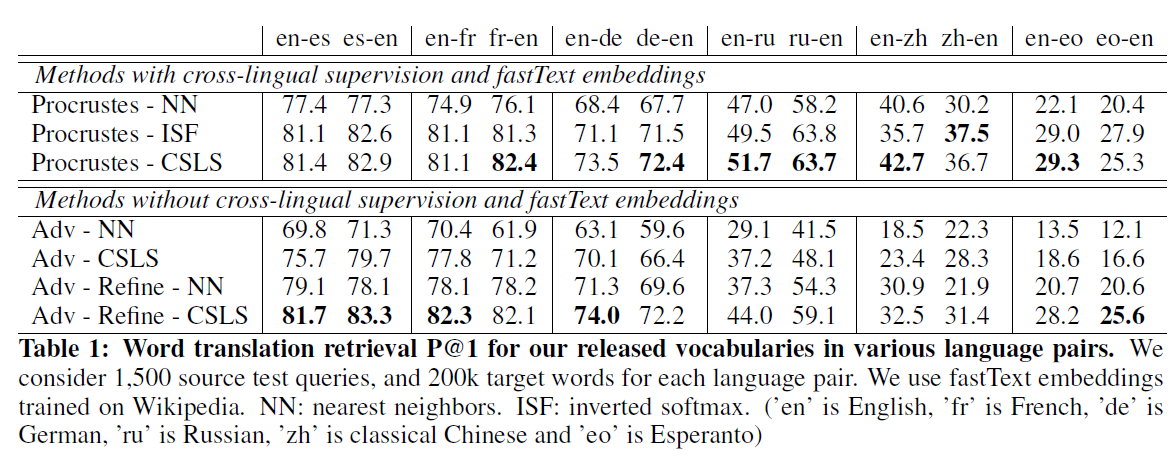 en-es es-en en-fr fr-en en-de de-en en-ru ru-en en-zh zh-en en-eo eo-en
Methods with cross-lingual supervision and fastText embeddings
Procrustes - NN 77.4 77.3 74.9 76.1 68.4 67.7 47.0 58.2 40.6 30.2 22.1 20.4
Procrustes - ISF 81.1 82.6 81.1 81.3 71.1 71.5 49.5 63.8 35.7 37.5 29.0 27.9
Procrustes - CSLS 81.4 82.9 81.1 82.4 73.5 72.4 51.7 63.7 42.7 36.7 29.3 25.3
Methods without cross-lingual supervision and fastText embeddings
Adv - NN 69.8 71.3 70.4 61.9 63.1 59.6 29.1 41.5 18.5 22.3 13.5 12.1
Adv - CSLS 75.7 79.7 77.8 71.2 70.1 66.4 37.2 48.1 23.4 28.3 18.6 16.6
Adv - Refine - NN 79.1 78.1 78.1 78.2 71.3 69.6 37.3 54.3 30.9 21.9 20.7 20.6
Adv - Refine - CSLS 81.7 83.3 82.3 82.1 74.0 72.2 44.0 59.1 32.5 31.4 28.2 25.6
Table 1: Word translation retrieval P@1 for our released vocabularies in various language pairs. We
consider 1,500 source test queries, and 200k target words for each language pair. We use fastText embeddings
trained on Wikipedia. NN: nearest neighbors. ISF: inverted softmax. ('en' is English, 'fr' is French, 'de' is
German, 'ru' is Russian, 'zh' is classical Chinese and 'eo' is Esperanto)